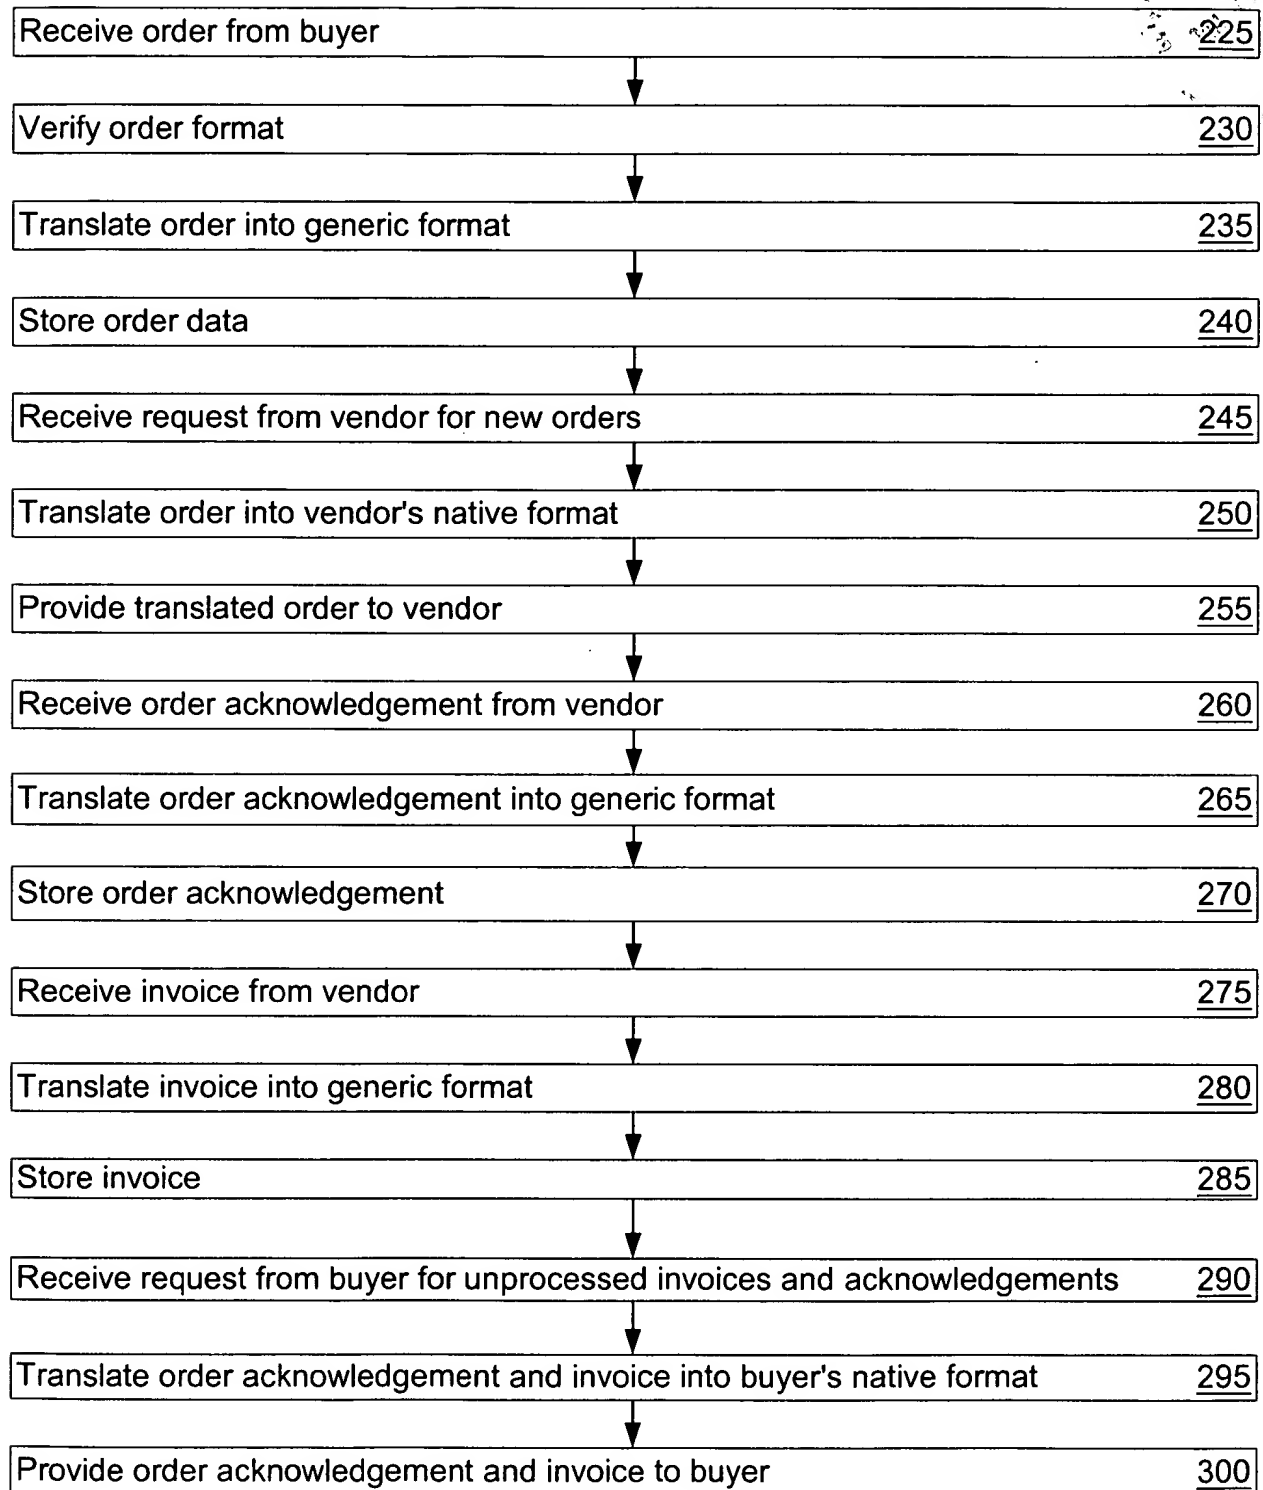 Receive order from buyer 225
Verify order format 230
Translate order into generic format 235
Store order data 240
Receive request from vendor for new orders 245
Translate order into vendor's native format 250
Provide translated order to vendor 255
Receive order acknowledgement from vendor 260
Translate order acknowledgement into generic format 265
Store order acknowledgement 270
Receive invoice from vendor 275
Translate invoice into generic format 280
Store invoice 285
Receive request from buyer for unprocessed invoices and acknowledgements 290
Translate order acknowledgement and invoice into buyer's native format 295
Provide order acknowledgement and invoice to buyer 300